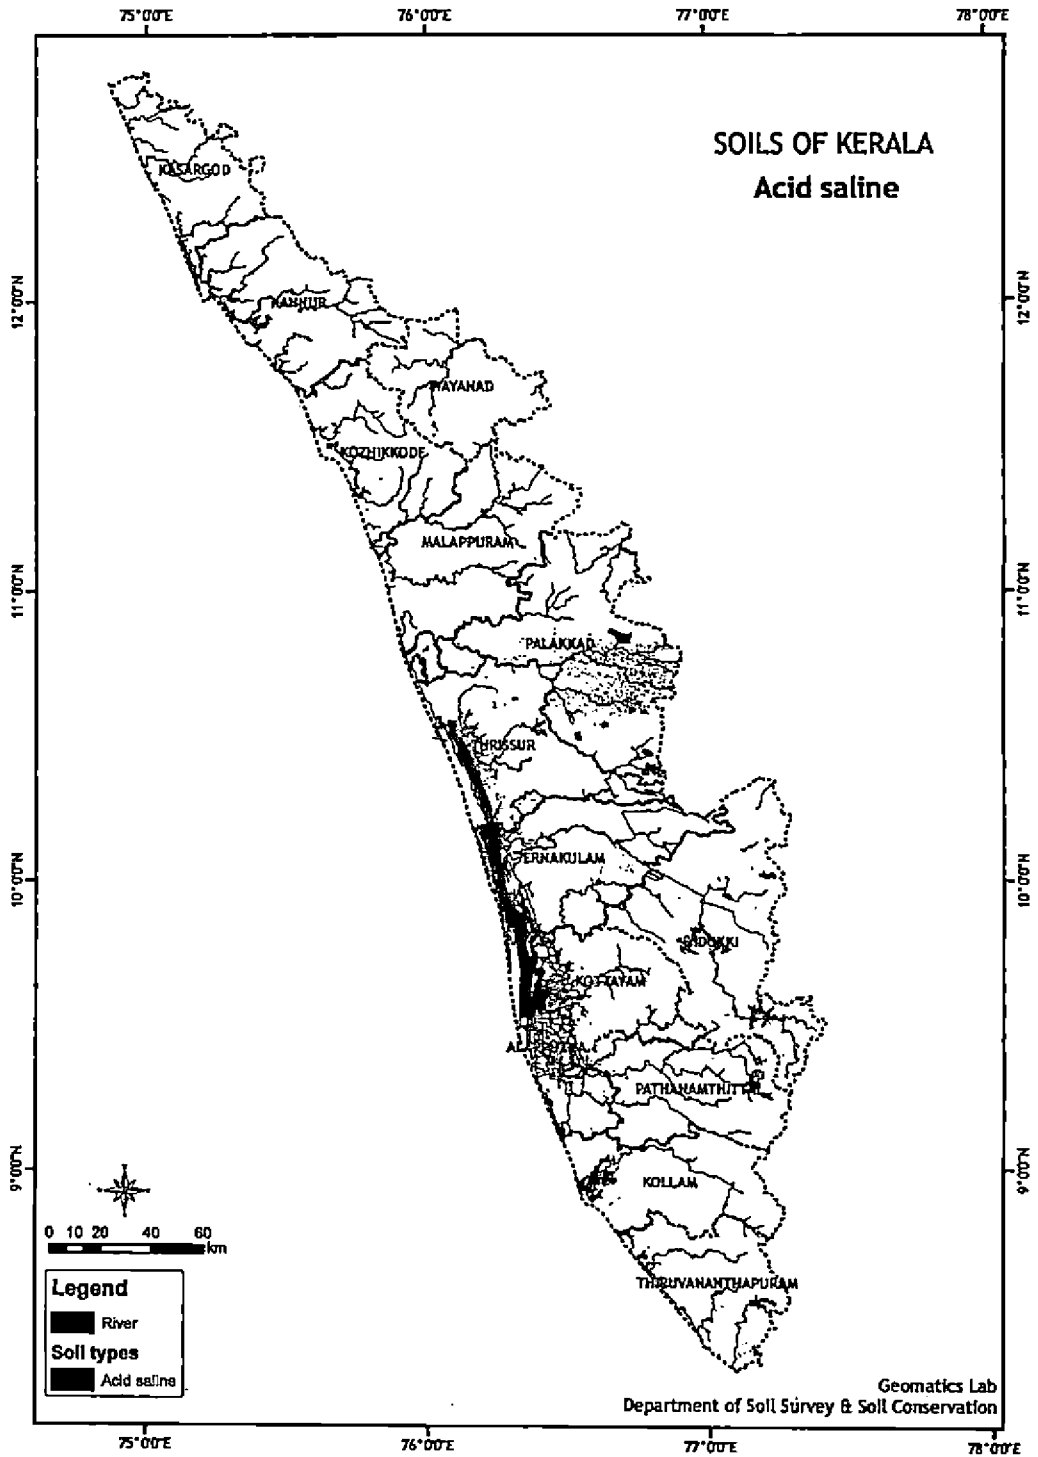 75°00'E 76°00'E 77°00'E 78°00'E
SOILS OF KERALA
Acid saline
KASARGOD
12°00'N 12°00'N
KANNUR
WAYANAD
KOZHIKKODE
MALAPPURAM
11°00'N 11°00'N
PALAKKAD
THRISSUR
ERNAKULAM
10°00'N 10°00'N
IDUKKI
KOTTAYAM
PATHANAMTHITTA
9°00'N 9°00'N
KOLLAM
0 10 20 40 60
km
THIRUVANANTHAPURAM
Legend
River
Soil types
Acid saline
Geomatics Lab
Department of Soil Survey & Soil Conservation
75°00'E 76°00'E 77°00'E 78°00'E